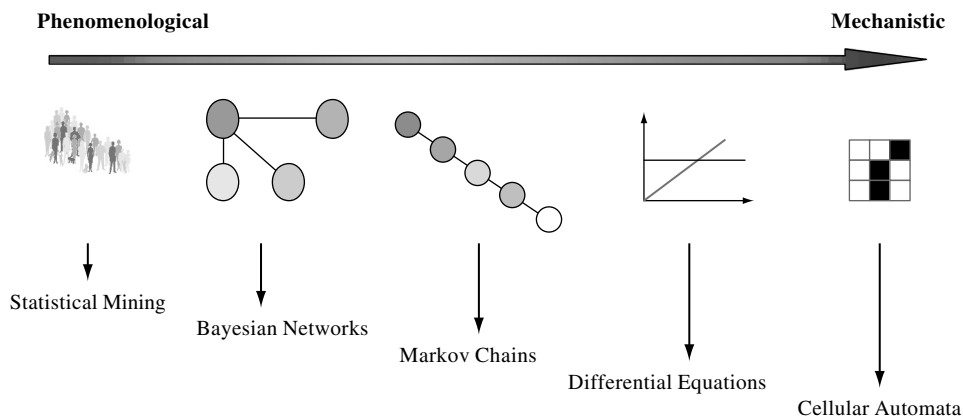 Phenomenological
Mechanistic
Statistical Mining
Bayesian Networks
Markov Chains
Differential Equations
Cellular Automata